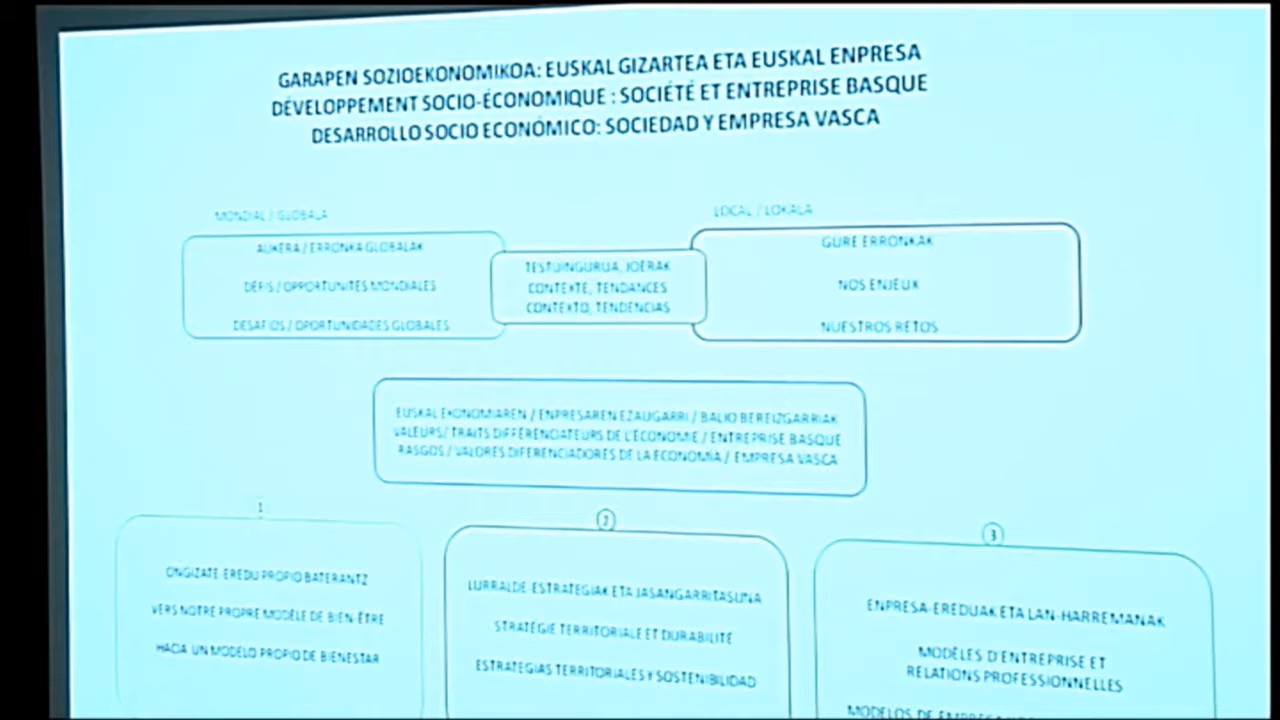 GARAPEN SOZIOEKONOMIKOA: EUSKAL GIZARTEA ETA EUSKAL ENPRESA
DÉVELOPPEMENT SOCIO-ÉCONOMIQUE : SOCIÉTÉ ET ENTREPRISE BASQUE
DESARROLLO SOCIO ECONÓMICO: SOCIEDAD Y EMPRESA VASCA
MONDIAL / GLOBALA
LOCAL / LOKALA
AUKERA / ERRONKA GLOBALAK
DÉFIS / OPPORTUNITÉS MONDIALES
DESAFIOS / OPORTUNIDADES GLOBALES
TESTUINGURUA, JOERAK
CONTEXTE, TENDANCES
CONTEXTO, TENDENCIAS
GURE ERRONKAK
NOS ENJEUX
NUESTROS RETOS
EUSKAL EKONOMIAREN / ENPRESAREN EZAUGARRI / BALIO BEREIZGARRIAK
VALEURS/ TRAITS DIFFÉRENCIATEURS DE L'ÉCONOMIE / ENTREPRISE BASQUE
RASGOS / VALORES DIFERENCIADORES DE LA ECONOMÍA / EMPRESA VASCA
1
ONGIZATE-EREDU PROPIO BATERANTZ
VERS NOTRE PROPRE MODÈLE DE BIEN-ÊTRE
HACIA UN MODELO PROPIO DE BIENESTAR
2
LURRALDE-ESTRATEGIAK ETA JASANGARRITASUNA
STRATÉGIE TERRITORIALE ET DURABILITÉ
ESTRATEGIAS TERRITORIALES Y SOSTENIBILIDAD
3
ENPRESA-EREDUAK ETA LAN-HARREMANAK
MODÈLES D'ENTREPRISE ET
RELATIONS PROFESSIONNELLES
MODELOS DE EMPRESA